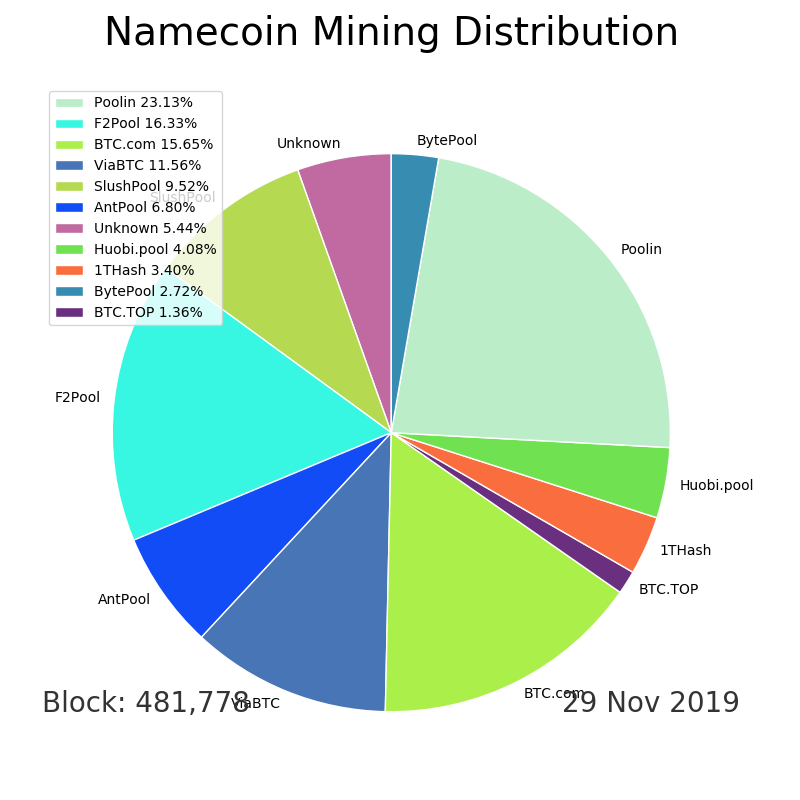 Namecoin Mining Distribution
Poolin 23.13%
F2Pool 16.33%
BTC.com 15.65%
ViaBTC 11.56%
SlushPool 9.52%
AntPool 6.80%
Unknown 5.44%
Huobi.pool 4.08%
1THash 3.40%
BytePool 2.72%
BTC.TOP 1.36%
Unknown
BytePool
SlushPool
Poolin
F2Pool
Huobi.pool
1THash
BTC.TOP
AntPool
BTC.com
ViaBTC
Block: 481,778
29 Nov 2019